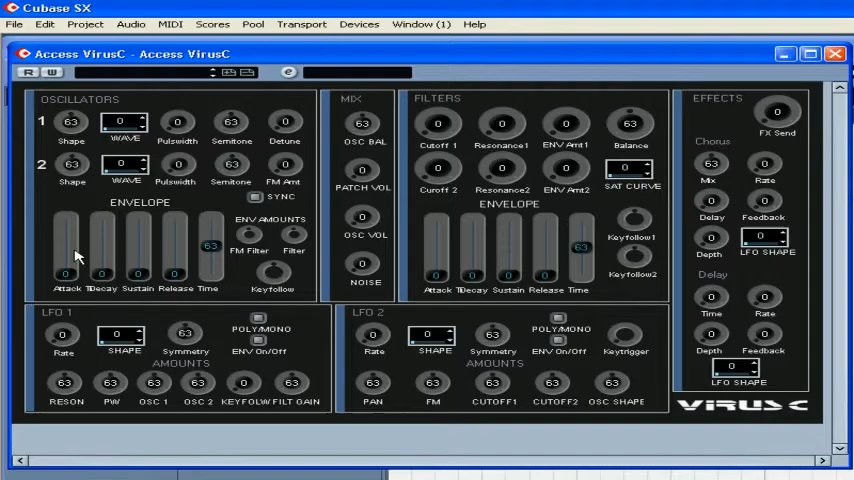 Cubase SX
File Edit Project Audio MIDI Scores Pool Transport Devices Window (1) Help
Access VirusC - Access VirusC
R W e
OSCILLATORS
1 63 0 0 63 0
Shape WAVE Pulswidth Semitone Detune
2 63 0 0 63 0
Shape WAVE Pulswidth Semitone FM Amt
SYNC
ENVELOPE
ENV AMOUNTS
0 0
FM Filter Filter
0 0 0 0 63 0
Attack Decay Sustain Release Time Keyfollow
MIX
63
OSC BAL
0
PATCH VOL
0
OSC VOL
0
NOISE
FILTERS
0 0 0 63
Cutoff 1 Resonance1 ENV Amt1 Balance
0 0 0 0
Curoff 2 Resonance2 ENV Amt2 SAT CURVE
ENVELOPE
Keyfollow1
Keyfollow2
0 0 0 0 63
Attack Decay Sustain Release Time
EFFECTS
0
FX Send
Chorus
63 0
Mix Rate
0 0
Delay Feedback
0 0
Depth LFO SHAPE
Delay
0 0
Time Rate
0 0
Depth Feedback
0
LFO SHAPE
LFO 1
0 0 63
Rate SHAPE Symmetry
POLY/MONO
ENV On/Off
AMOUNTS
63 63 63 63 0 63
RESON PW OSC 1 OSC 2 KEYFOLW FILT GAIN
LFO 2
0 0 63
Rate SHAPE Symmetry
POLY/MONO
ENV On/Off
Keytrigger
AMOUNTS
63 63 63 63 63
PAN FM CUTOFF1 CUTOFF2 OSC SHAPE
VIRUS C